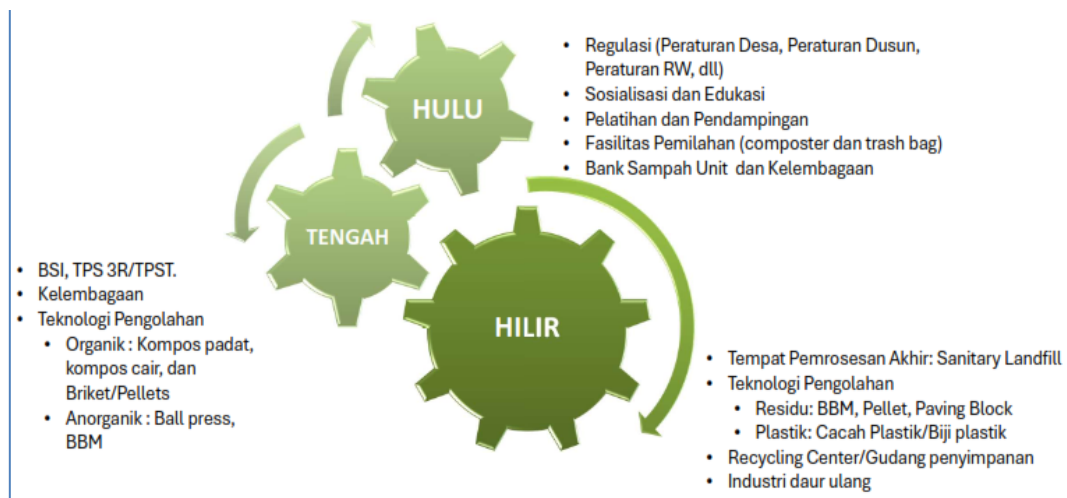 HULU
• Regulasi (Peraturan Desa, Peraturan Dusun,
Peraturan RW, dll)
• Sosialisasi dan Edukasi
• Pelatihan dan Pendampingan
• Fasilitas Pemilahan (composter dan trash bag)
• Bank Sampah Unit dan Kelembagaan
TENGAH
• BSI, TPS 3R/TPST.
• Kelembagaan
• Teknologi Pengolahan
• Organik : Kompos padat,
kompos cair, dan
Briket/Pellets
• Anorganik : Ball press,
BBM
HILIR
• Tempat Pemrosesan Akhir: Sanitary Landfill
• Teknologi Pengolahan
• Residu: BBM, Pellet, Paving Block
• Plastik: Cacah Plastik/Biji plastik
• Recycling Center/Gudang penyimpanan
• Industri daur ulang